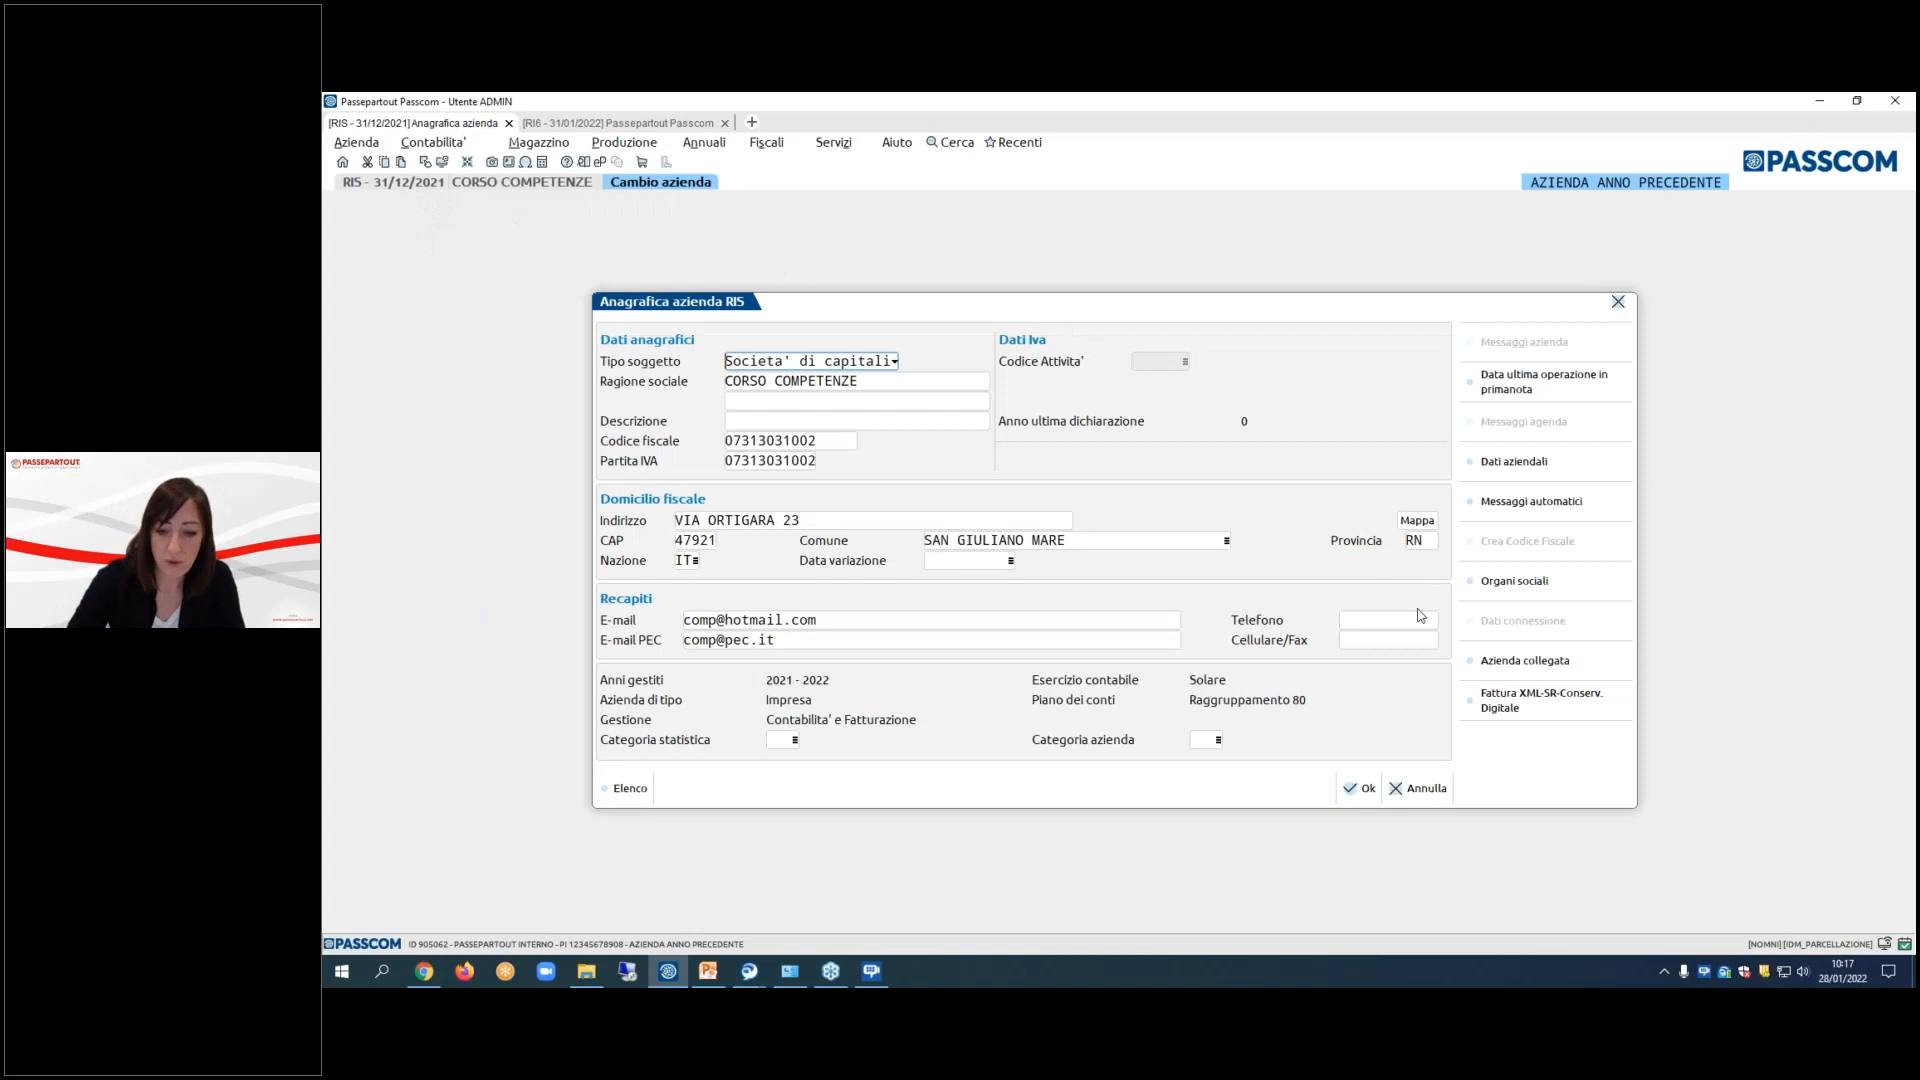 Passepartout Passcom - Utente ADMIN
[RIS - 31/12/2021] Anagrafica azienda
[RI6 - 31/01/2022] Passepartout Passcom
Azienda Contabilita' Magazzino Produzione Annuali Fiscali Servizi Aiuto Cerca Recenti
PASSCOM
RIS - 31/12/2021 CORSO COMPETENZE Cambio azienda
AZIENDA ANNO PRECEDENTE
Anagrafica azienda RIS
Dati anagrafici
Tipo soggetto Societa' di capitali
Ragione sociale CORSO COMPETENZE
Descrizione
Codice fiscale 07313031002
Partita IVA 07313031002
Dati Iva
Codice Attivita'
Anno ultima dichiarazione 0
Domicilio fiscale
Indirizzo VIA ORTIGARA 23 Mappa
CAP 47921 Comune SAN GIULIANO MARE Provincia RN
Nazione IT Data variazione
Recapiti
E-mail comp@hotmail.com Telefono
E-mail PEC comp@pec.it Cellulare/Fax
Anni gestiti 2021 - 2022 Esercizio contabile Solare
Azienda di tipo Impresa Piano dei conti Raggruppamento 80
Gestione Contabilita' e Fatturazione
Categoria statistica Categoria azienda
Elenco Ok Annulla
Messaggi azienda
Data ultima operazione in
primanota
Messaggi agenda
Dati aziendali
Messaggi automatici
Crea Codice Fiscale
Organi sociali
Dati connessione
Azienda collegata
Fattura XML-SR-Conserv.
Digitale
PASSEPARTOUT
PASSCOM ID 905062 - PASSEPARTOUT INTERNO - PI 12345678908 - AZIENDA ANNO PRECEDENTE
[NOMNI] [IDM_PARCELLAZIONE]
10:17
28/01/2022